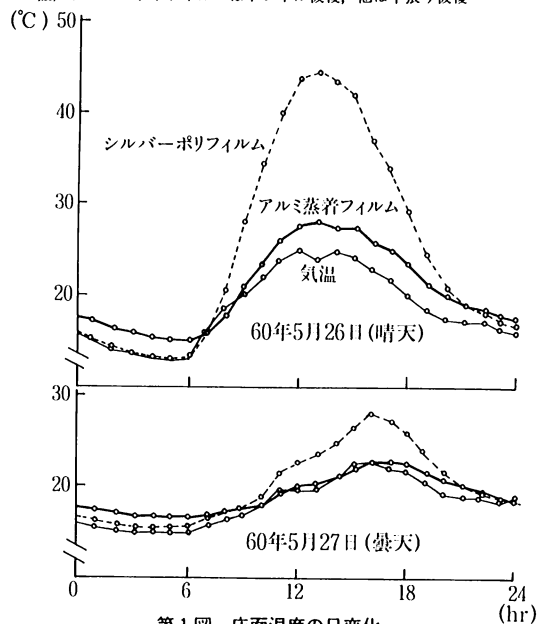 (℃)
50
40
30
20
シルバーポリフィルム
アルミ蒸着フィルム
気温
60年5月26日(晴天)
30
20
60年5月27日(曇天)
0
6
12
18
24
(hr)
第1図 床面温度の日変化